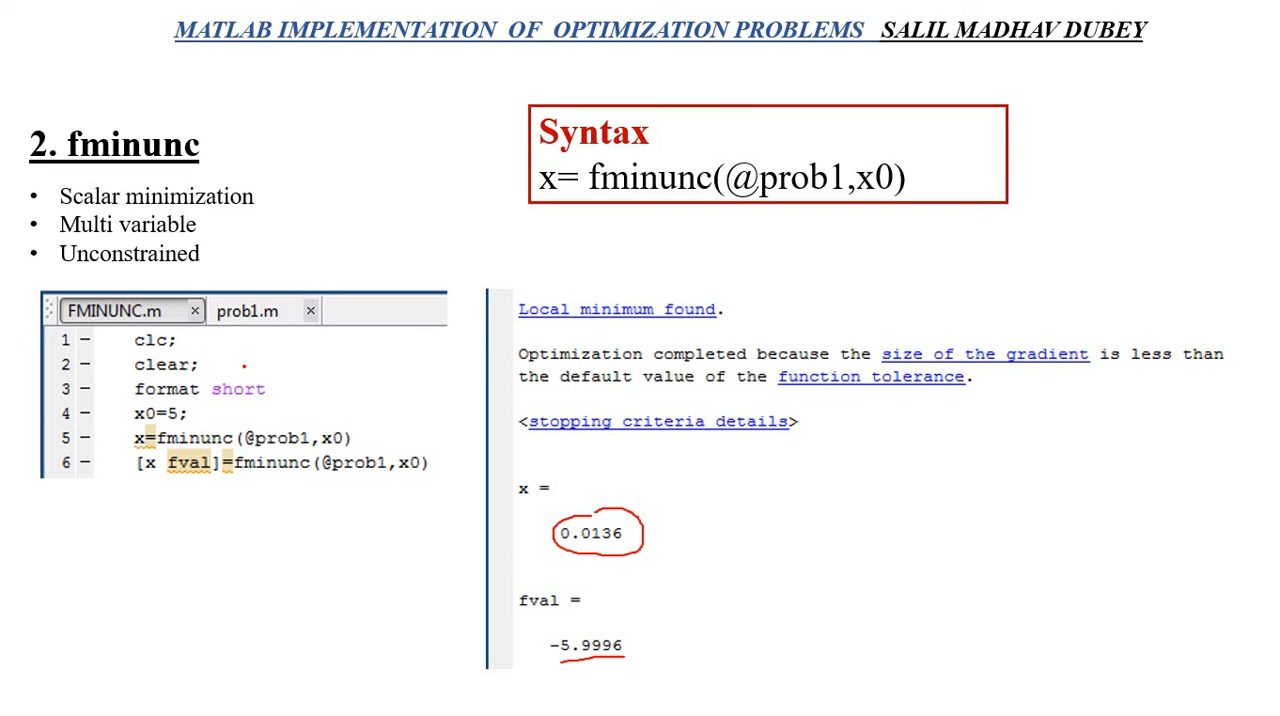 MATLAB IMPLEMENTATION OF OPTIMIZATION PROBLEMS SALIL MADHAV DUBEY
2. fminunc
• Scalar minimization
• Multi variable
• Unconstrained
Syntax
x= fminunc(@prob1,x0)
FMINUNC.m × prob1.m ×
1 – clc;
2 – clear;
3 – format short
4 – x0=5;
5 – x=fminunc(@prob1,x0)
6 – [x fval]=fminunc(@prob1,x0)
Local minimum found.
Optimization completed because the size of the gradient is less than
the default value of the function tolerance.
<stopping criteria details>
x =
0.0136
fval =
-5.9996